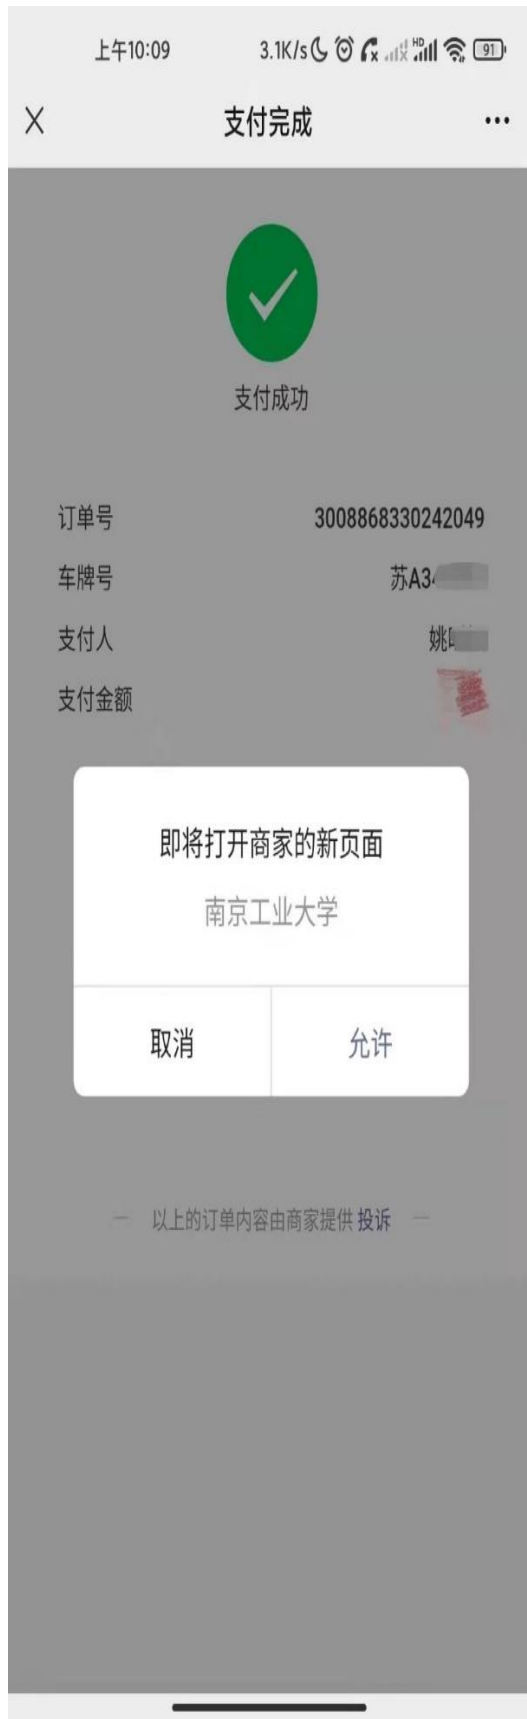 上午10:09 3.1K/s HD 91
支付完成
支付成功
订单号 3008868330242049
车牌号 苏A34
支付人 姚
支付金额
即将打开商家的新页面
南京工业大学
取消 允许
以上的订单内容由商家提供 投诉